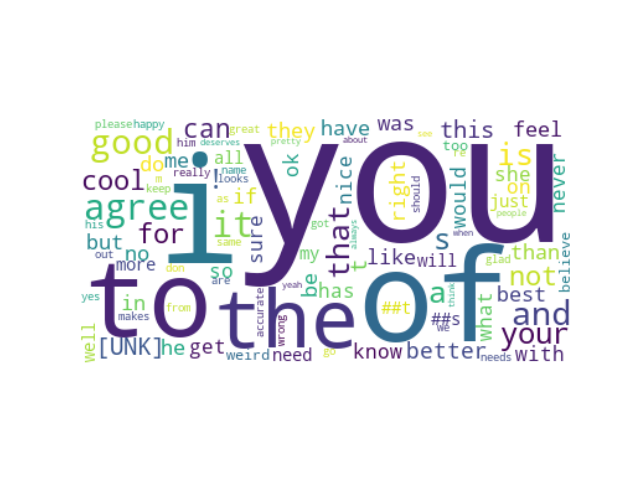 please happy can him great they have was this feel
good do me deserves pretty about see too is
cool really ! all name looks ok nice you right re she on never
agree m keep i it if as sure that should would just
his for same got always s when people
but no so my t like will than believe
out more are be we glad not
yes in don accurate has a think best and
to from the yeah of ##t ##s what your
well [UNK] he get weird wrong need go know better needs with
makes